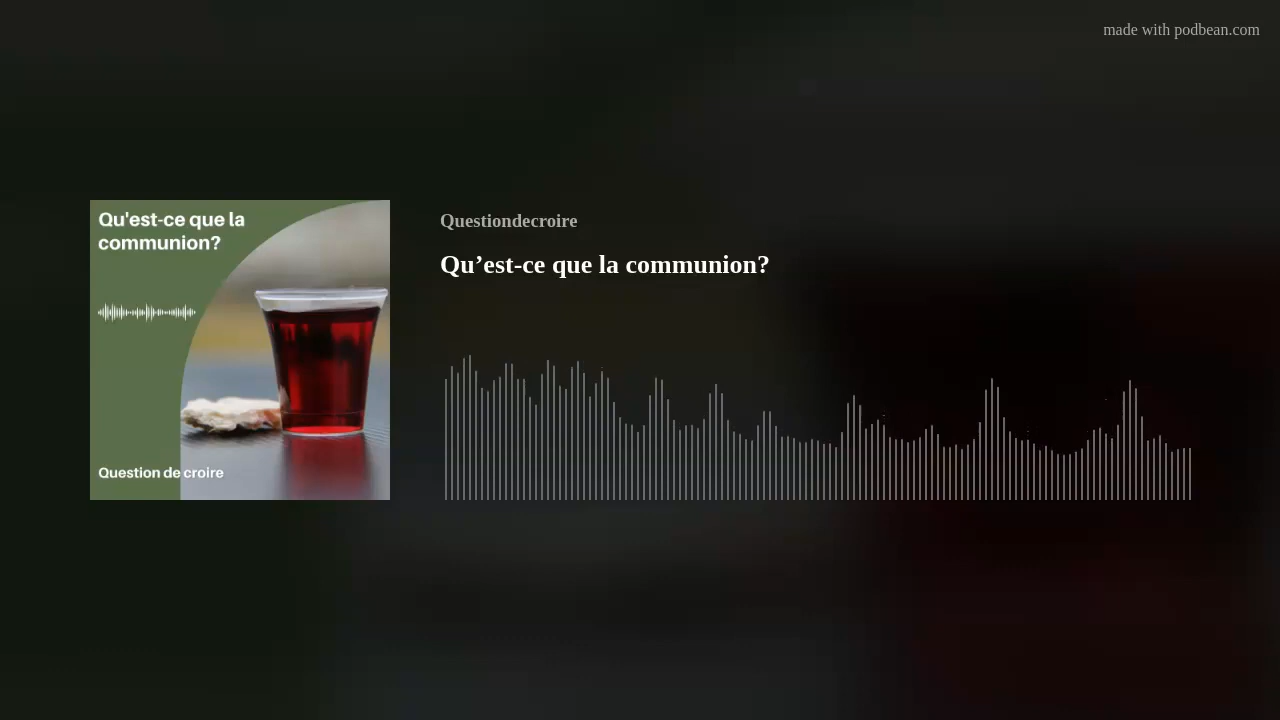 made with podbean.com
Qu'est-ce que la
communion?
Question de croire
Questiondecroire
Qu’est-ce que la communion?